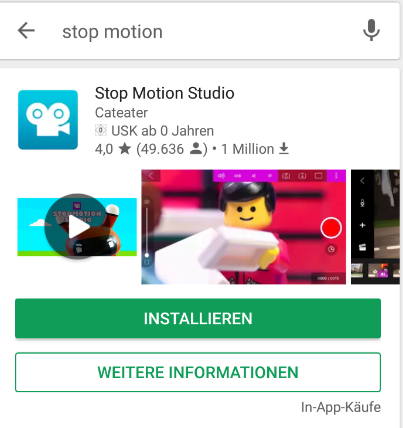 stop motion
Stop Motion Studio
Cateater
0 USK ab 0 Jahren
4,0 ★ (49.636) • 1 Million
INSTALLIEREN
WEITERE INFORMATIONEN
In-App-Käufe